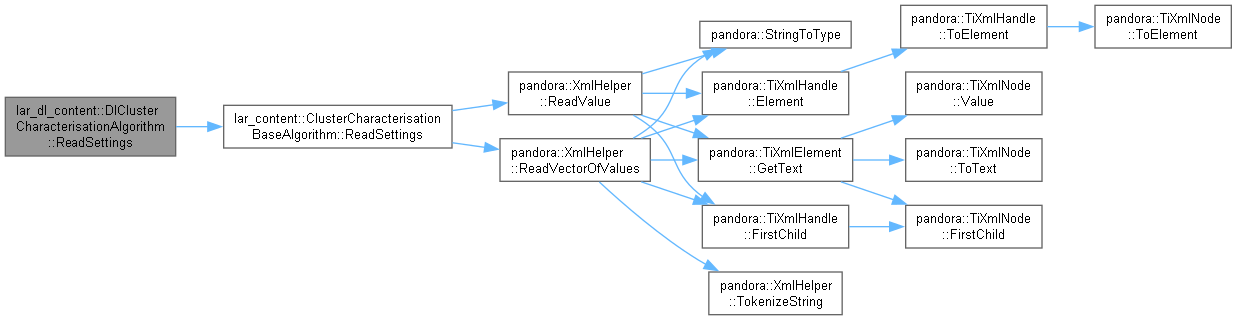 lar_dl_content::DlCluster
CharacterisationAlgorithm
::ReadSettings
lar_content::ClusterCharacterisation
BaseAlgorithm::ReadSettings
pandora::XmlHelper
::ReadValue
pandora::XmlHelper
::ReadVectorOfValues
pandora::StringToType
pandora::TiXmlHandle
::Element
pandora::TiXmlElement
::GetText
pandora::TiXmlHandle
::FirstChild
pandora::XmlHelper
::TokenizeString
pandora::TiXmlHandle
::ToElement
pandora::TiXmlNode
::Value
pandora::TiXmlNode
::ToText
pandora::TiXmlNode
::FirstChild
pandora::TiXmlNode
::ToElement